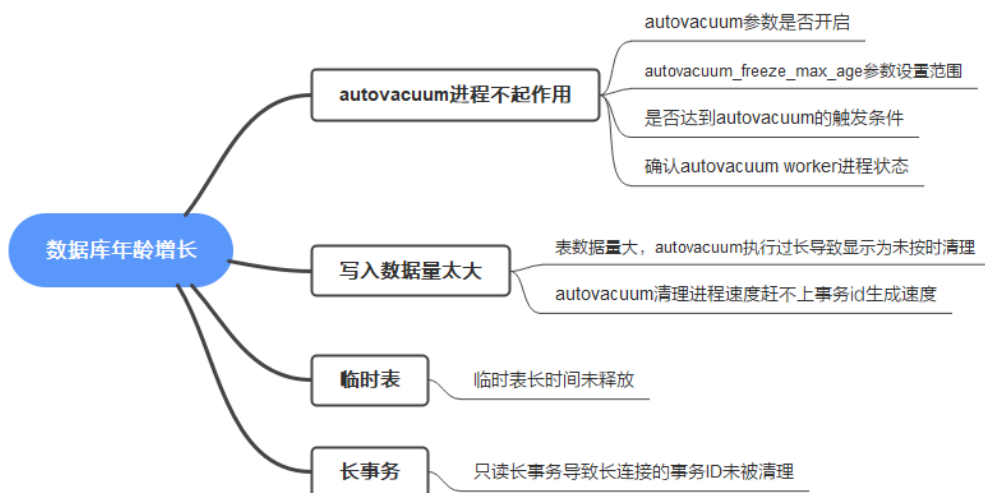 数据库年龄增长
autovacuum进程不起作用
autovacuum参数是否开启
autovacuum_freeze_max_age参数设置范围
是否达到autovacuum的触发条件
确认autovacuum worker进程状态
写入数据量太大
表数据量大，autovacuum执行过长导致显示为未按时清理
autovacuum清理进程速度赶不上事务id生成速度
临时表
临时表长时间未释放
长事务
只读长事务导致长连接的事务ID未被清理